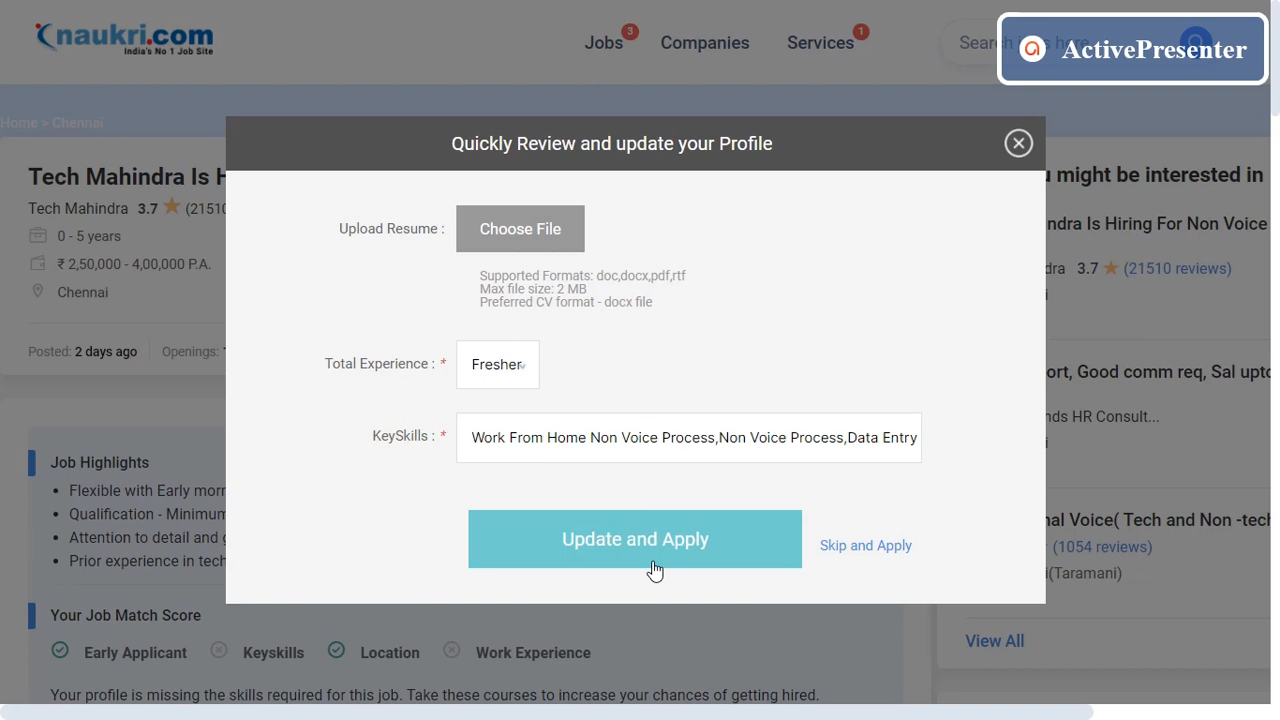 naukri.com
India's No 1 Job Site
Jobs 3
Companies
Services 1
Search
here
ActivePresenter
Home > Chennai
Quickly Review and update your Profile
Tech Mahindra Is H
Tech Mahindra 3.7 (21510
0 - 5 years
₹ 2,50,000 - 4,00,000 P.A.
Chennai
Posted: 2 days ago Openings:
Upload Resume :
Choose File
Supported Formats: doc,docx,pdf,rtf
Max file size: 2 MB
Preferred CV format - docx file
Total Experience : *
Fresher
KeySkills : *
Work From Home Non Voice Process,Non Voice Process,Data Entry
Update and Apply
Skip and Apply
might be interested in
ndra Is Hiring For Non Voice
dra 3.7 (21510 reviews)
i
ort, Good comm req, Sal upto
nds HR Consult...
i
nal Voice( Tech and Non -tech
(1054 reviews)
i(Taramani)
View All
Job Highlights
Flexible with Early morn
Qualification - Minimum
Attention to detail and g
Prior experience in tech
Your Job Match Score
Early Applicant
Keyskills
Location
Work Experience
Your profile is missing the skills required for this job. Take these courses to increase your chances of getting hired.